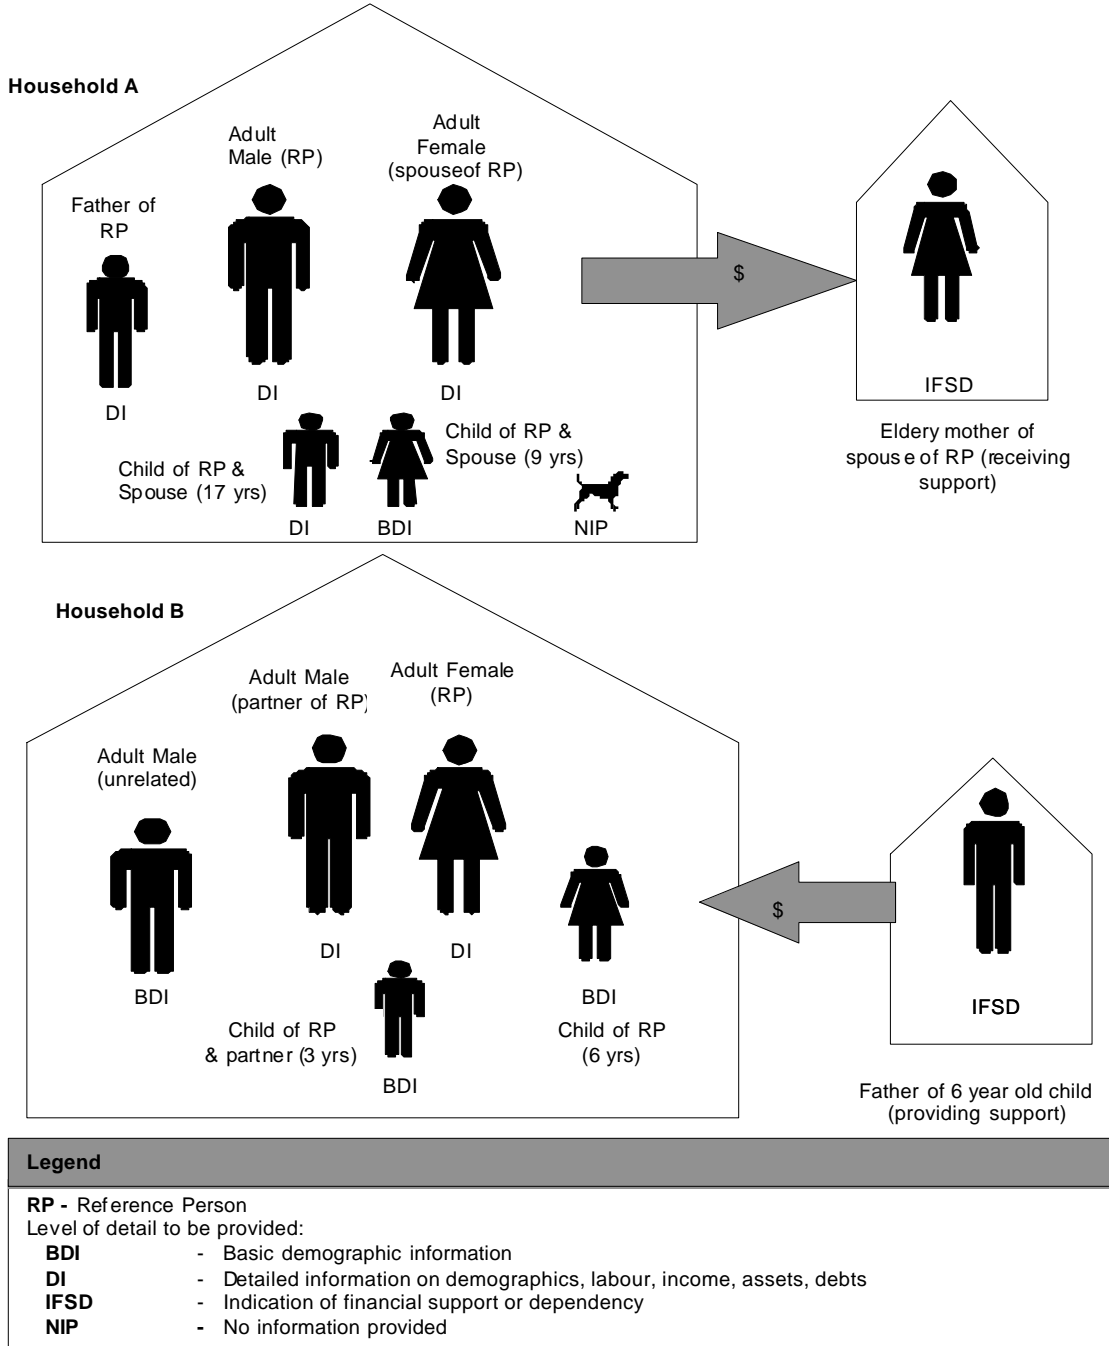 Household A
Adult
Male (RP)
Adult
Female
(spouseof RP)
Father of
RP
$
DI
DI
DI
IFSD
Child of RP &
Spouse (17 yrs)
Child of RP &
Spouse (9 yrs)
DI
BDI
NIP
Eldery mother of
spouse of RP (receiving
support)
Household B
Adult Male
(partner of RP)
Adult Female
(RP)
Adult Male
(unrelated)
$
DI
DI
BDI
BDI
IFSD
Child of RP
& partner (3 yrs)
Child of RP
(6 yrs)
BDI
Father of 6 year old child
(providing support)
Legend
RP - Reference Person
Level of detail to be provided:
BDI - Basic demographic information
DI - Detailed information on demographics, labour, income, assets, debts
IFSD - Indication of financial support or dependency
NIP - No information provided